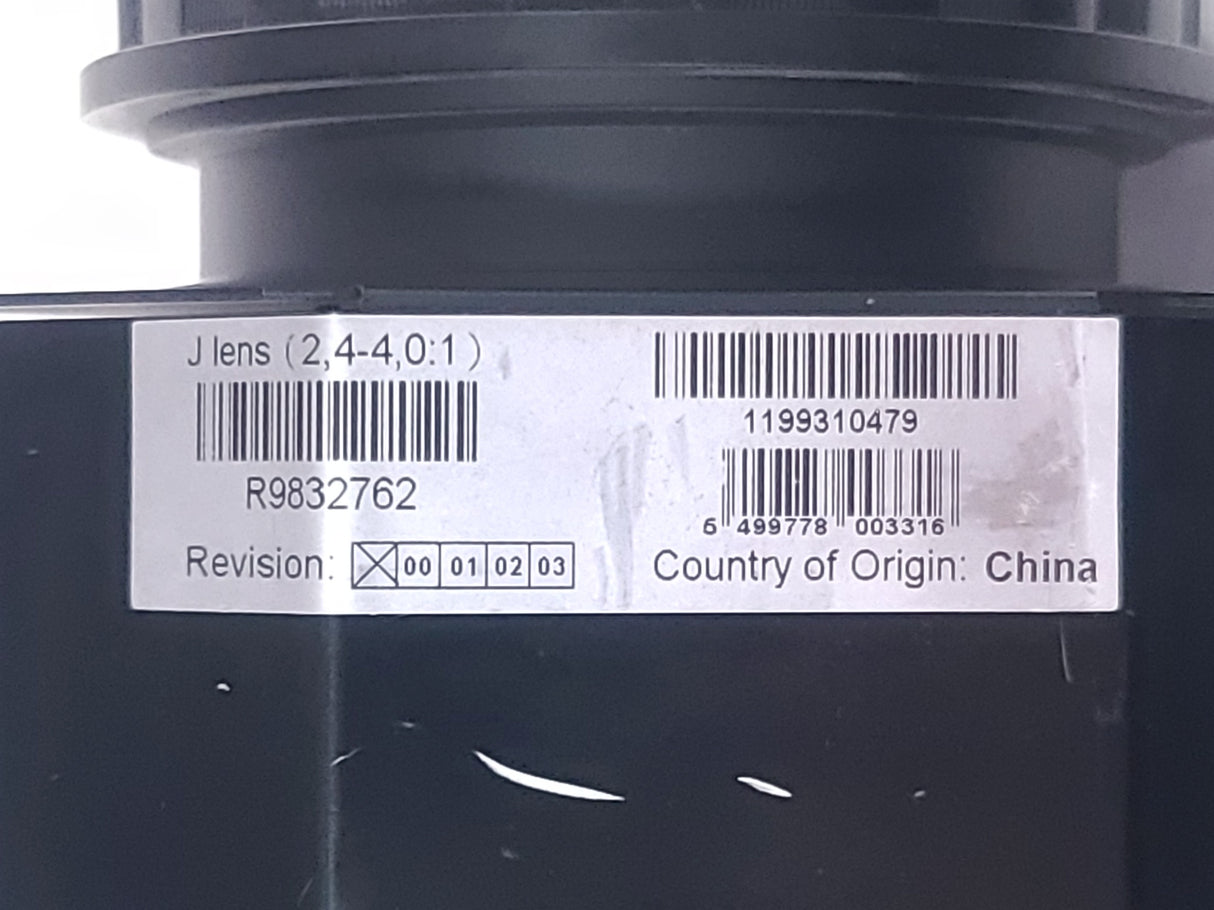 J lens (2,4-4,0:1)
R9832762
Revision: 00 01 02 03
1199310479
5 499778 003316
Country of Origin: China